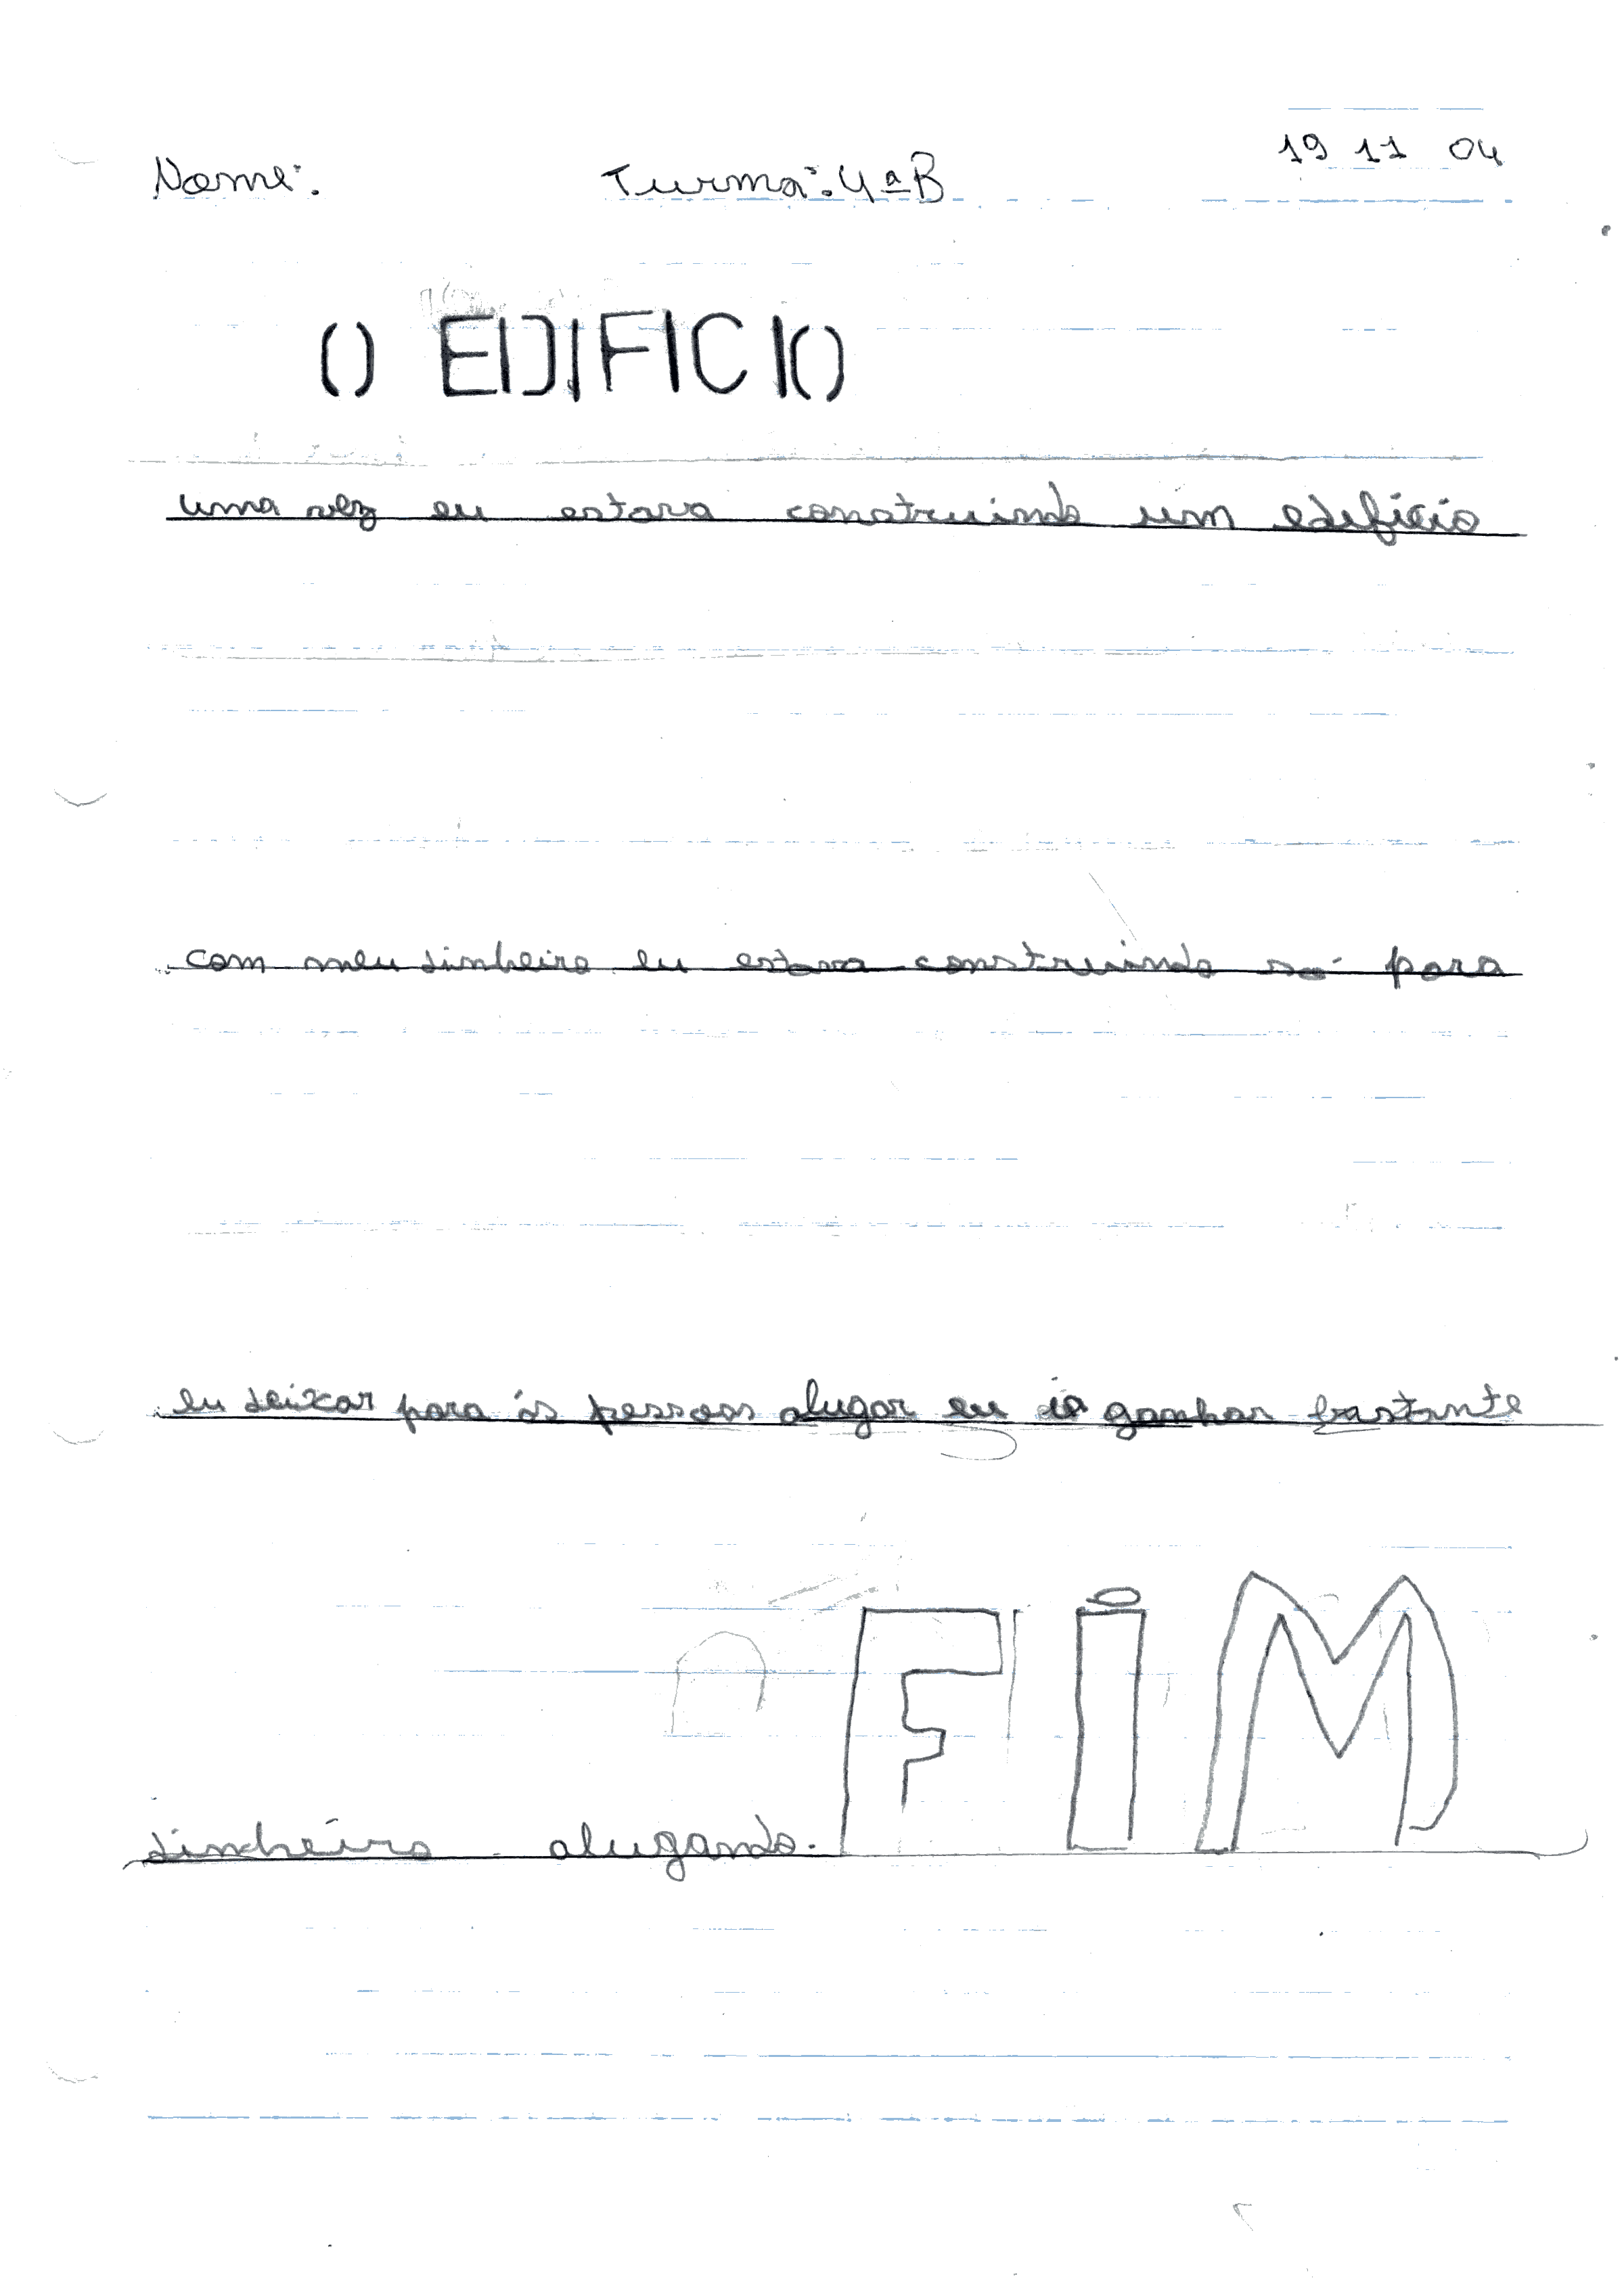 19 11 04
Nome: Turma: 4ª B
O EDIFICIO
uma vez eu estava construindo um edificio
com meu dinheiro eu estava construindo só para
eu deixar para ás pessoas alugar eu ia ganhar bastante
dinheiro alugando.
FIM